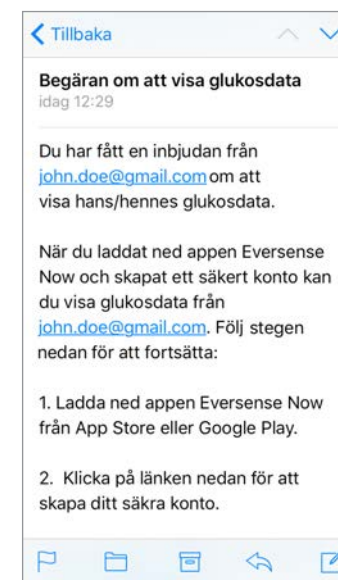 Tillbaka
Begäran om att visa glukosdata
idag 12:29
Du har fått en inbjudan från
john.doe@gmail.com om att
visa hans/hennes glukosdata.
När du laddat ned appen Eversense
Now och skapat ett säkert konto kan
du visa glukosdata från
john.doe@gmail.com. Följ stegen
nedan för att fortsätta:
1. Ladda ned appen Eversense Now
från App Store eller Google Play.
2. Klicka på länken nedan för att
skapa ditt säkra konto.